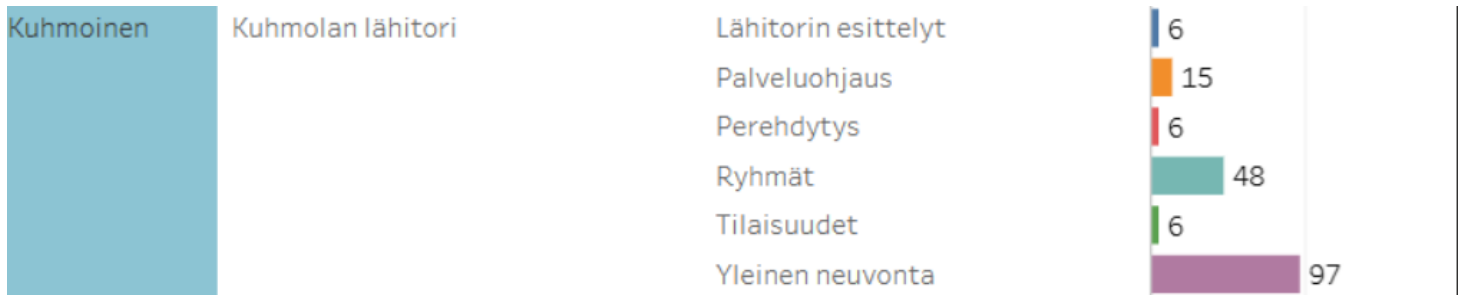 Kuhmoinen Kuhmolan lähitori Lähitorin esittelyt 6
Palveluohjaus 15
Perehdytys 6
Ryhmät 48
Tilaisuudet 6
Yleinen neuvonta 97